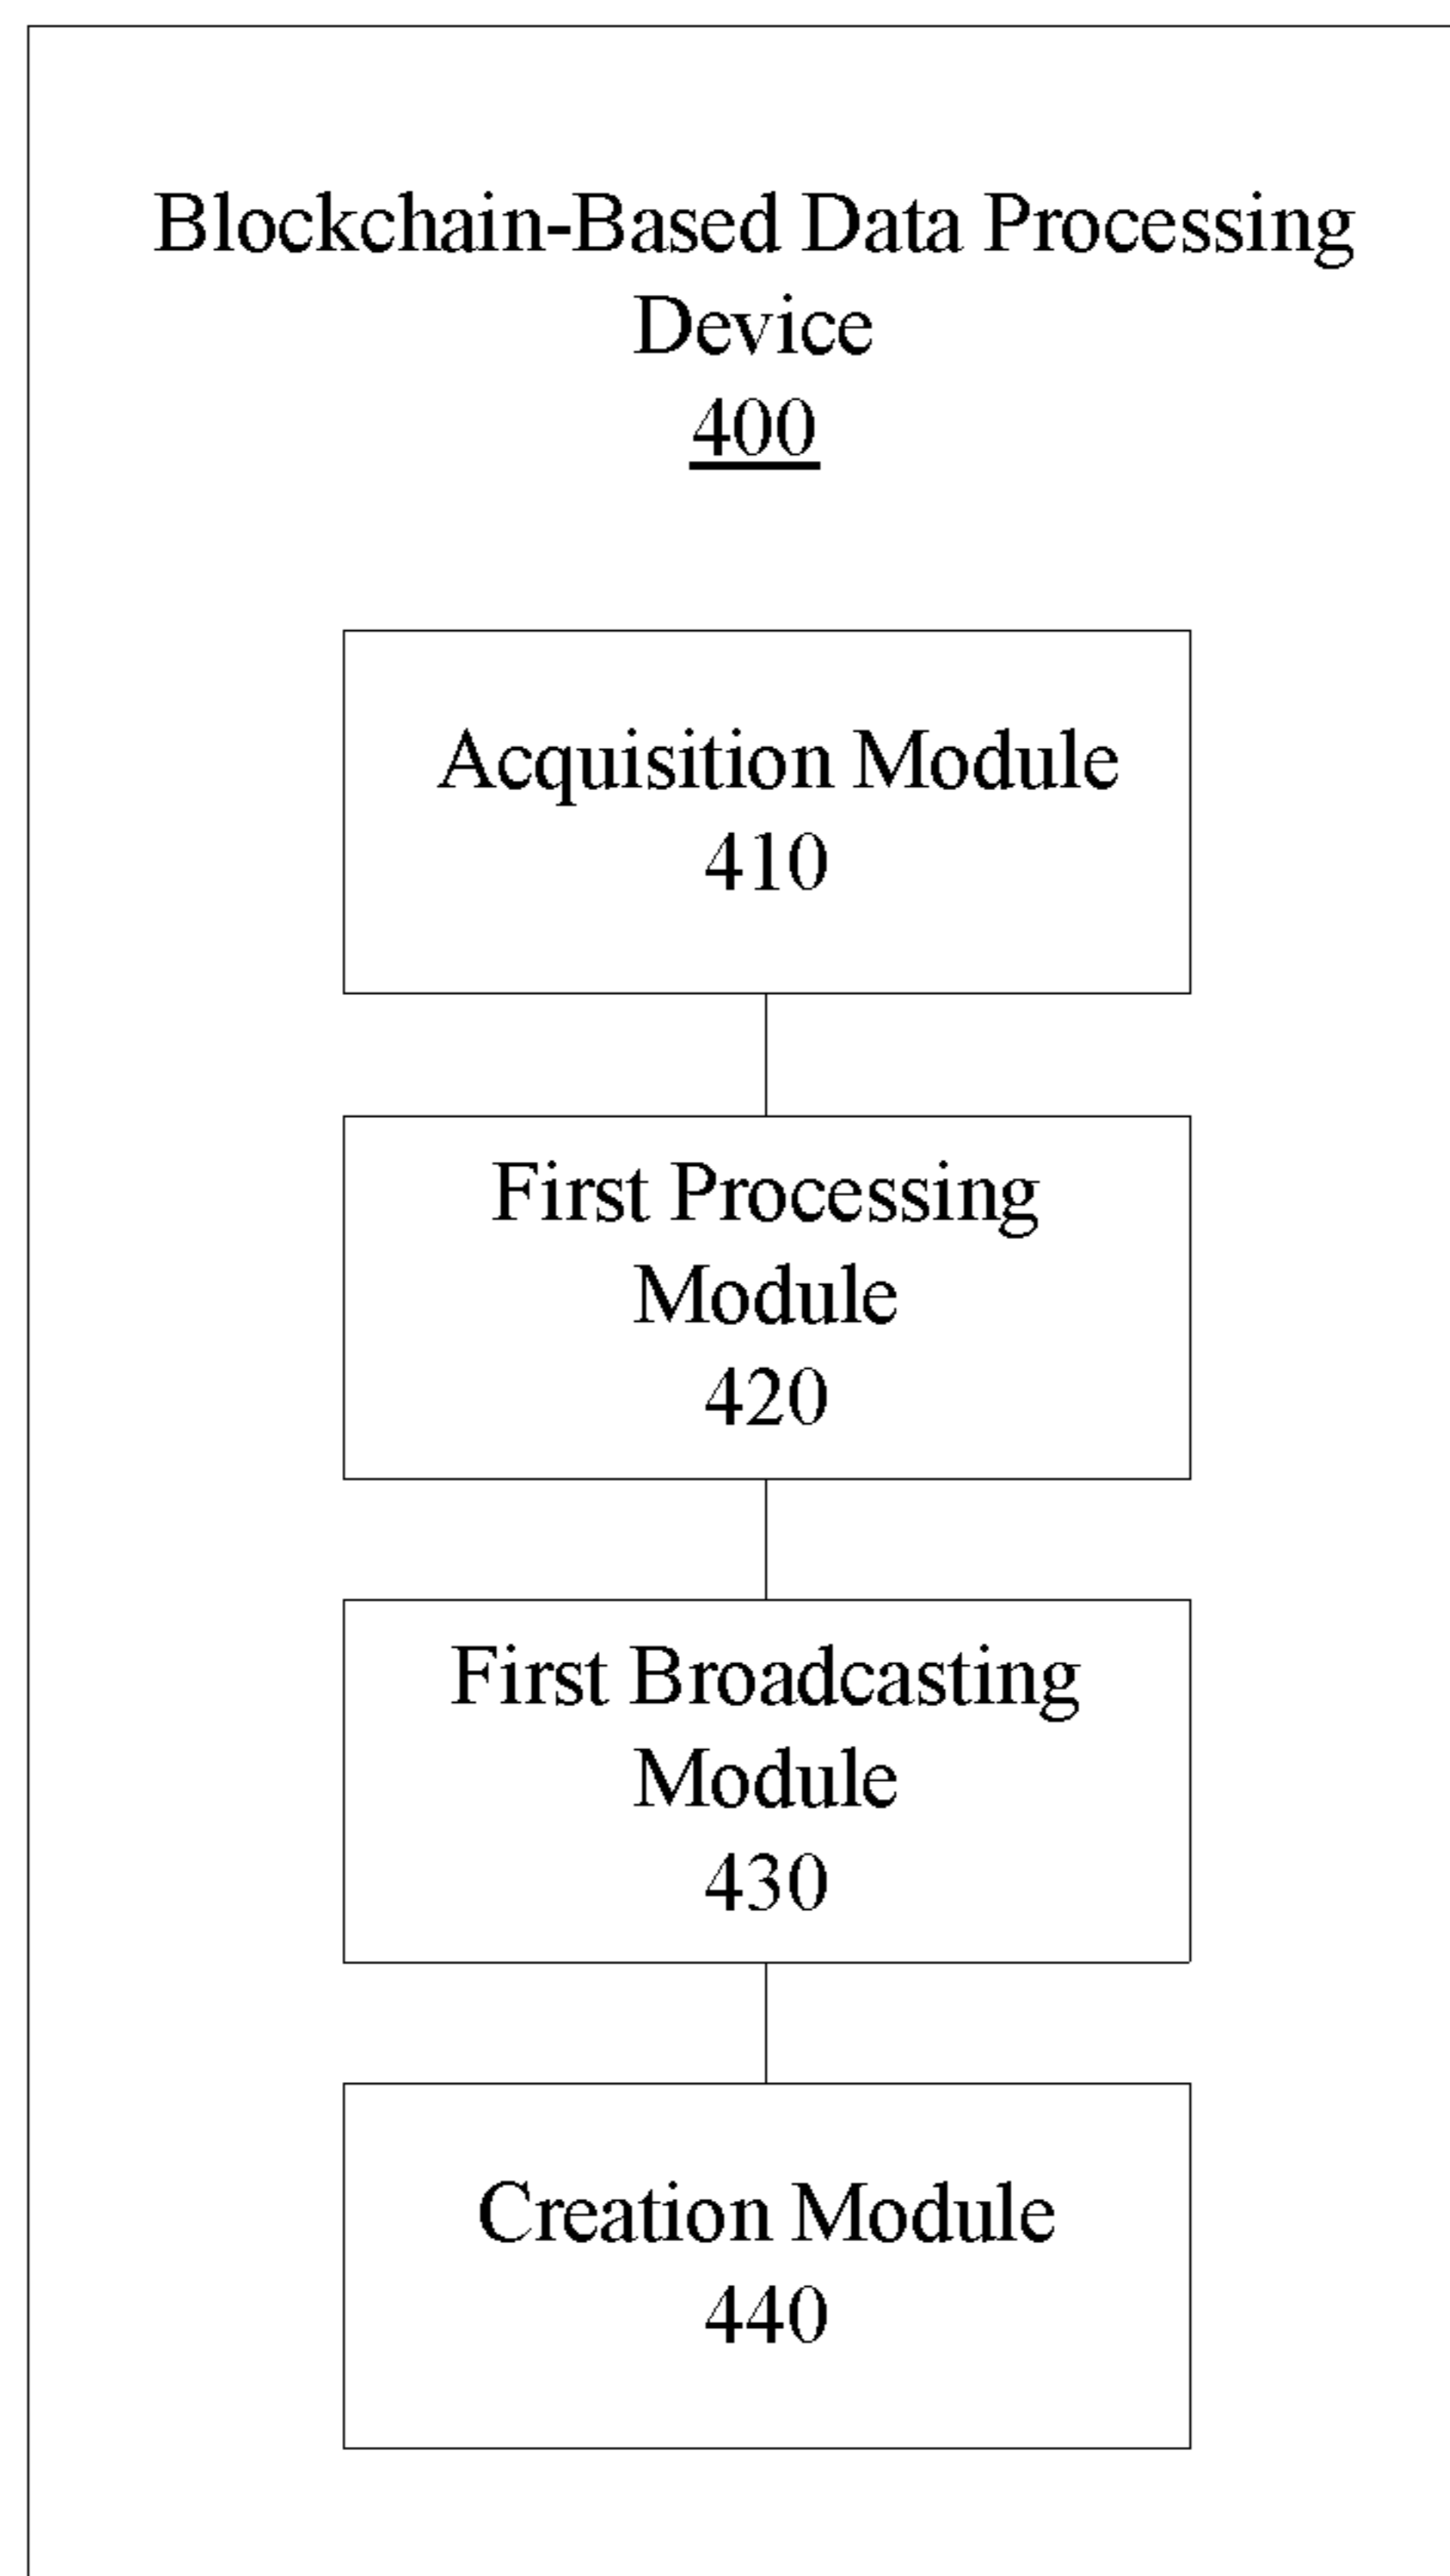 Blockchain-Based Data Processing
Device
400
Acquisition Module
410
First Processing
Module
420
First Broadcasting
Module
430
Creation Module
440